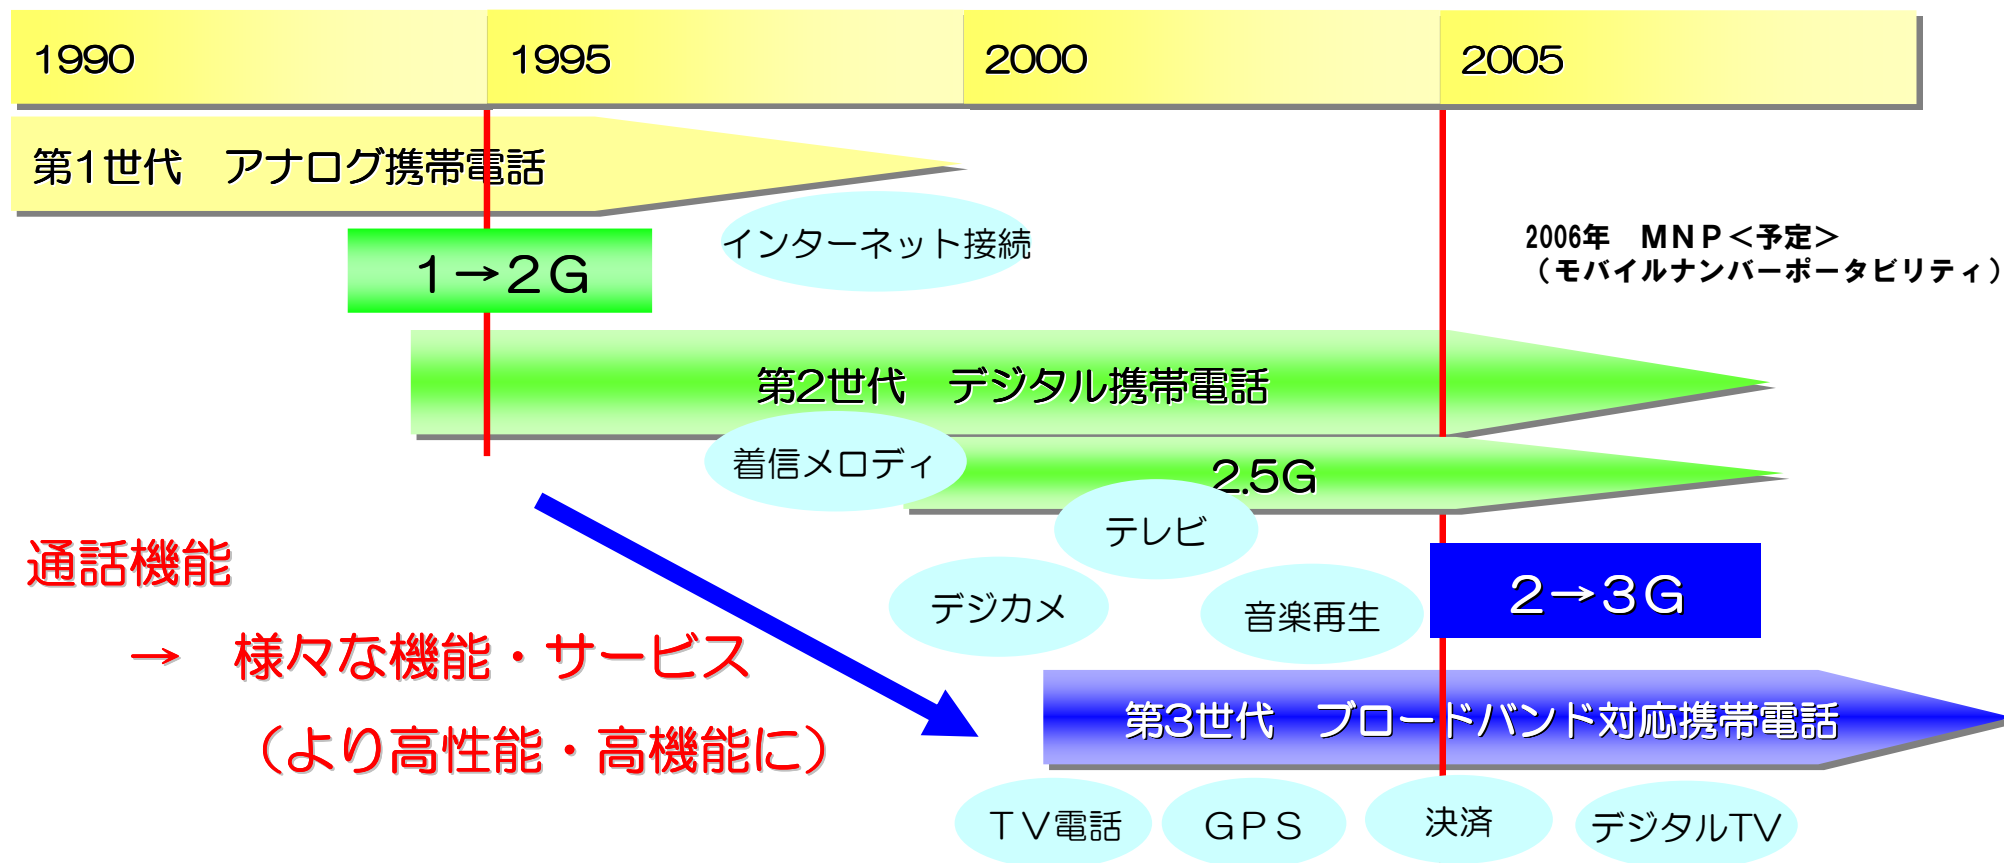 1990
1995
2000
2005
第1世代　アナログ携帯電話
インターネット接続
2006年　ＭＮＰ＜予定＞
（モバイルナンバーポータビリティ）
１→２Ｇ
第2世代　デジタル携帯電話
着信メロディ
2.5G
テレビ
デジカメ
音楽再生
２→３Ｇ
通話機能
→　様々な機能・サービス
（より高性能・高機能に）
第3世代　ブロードバンド対応携帯電話
ＴＶ電話
ＧＰＳ
決済
デジタルTV